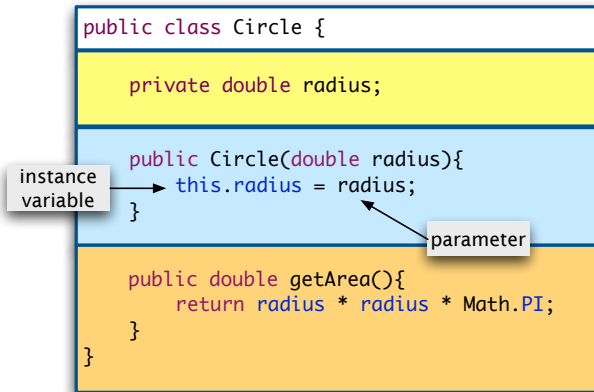 public class Circle {
private double radius;
public Circle(double radius){
instance
variable
this.radius = radius;
}
parameter
public double getArea(){
return radius * radius * Math.PI;
}
}